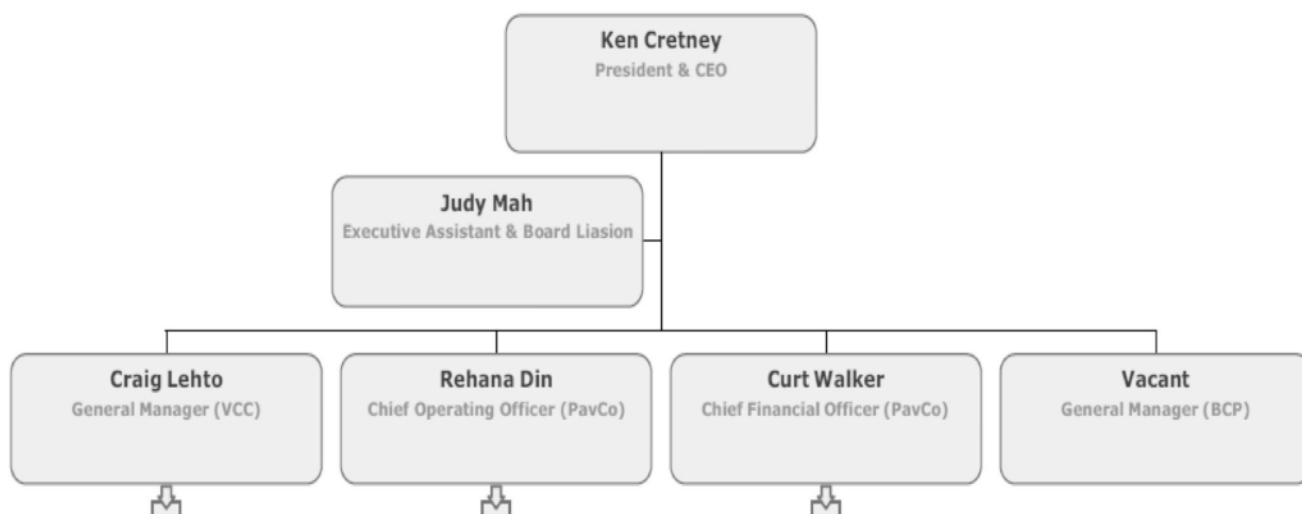 Ken Cretney
President & CEO
Judy Mah
Executive Assistant & Board Liasion
Craig Lehto
General Manager (VCC)
Rehana Din
Chief Operating Officer (PavCo)
Curt Walker
Chief Financial Officer (PavCo)
Vacant
General Manager (BCP)